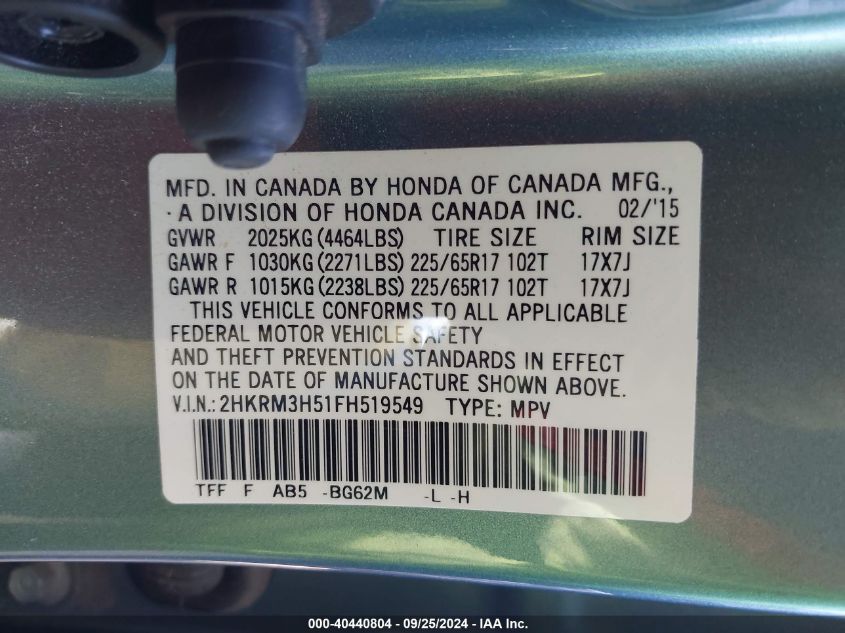 MFD. IN CANADA BY HONDA OF CANADA MFG.,
· A DIVISION OF HONDA CANADA INC. 02/'15
GVWR 2025KG (4464LBS) TIRE SIZE RIM SIZE
GAWR F 1030KG (2271LBS) 225/65R17 102T 17X7J
GAWR R 1015KG (2238LBS) 225/65R17 102T 17X7J
THIS VEHICLE CONFORMS TO ALL APPLICABLE
FEDERAL MOTOR VEHICLE SAFETY
AND THEFT PREVENTION STANDARDS IN EFFECT
ON THE DATE OF MANUFACTURE SHOWN ABOVE.
V.I.N.: 2HKRM3H51FH519549 TYPE: MPV
TFF F AB5 -BG62M -L -H
000-40440804 - 09/25/2024 - IAA Inc.